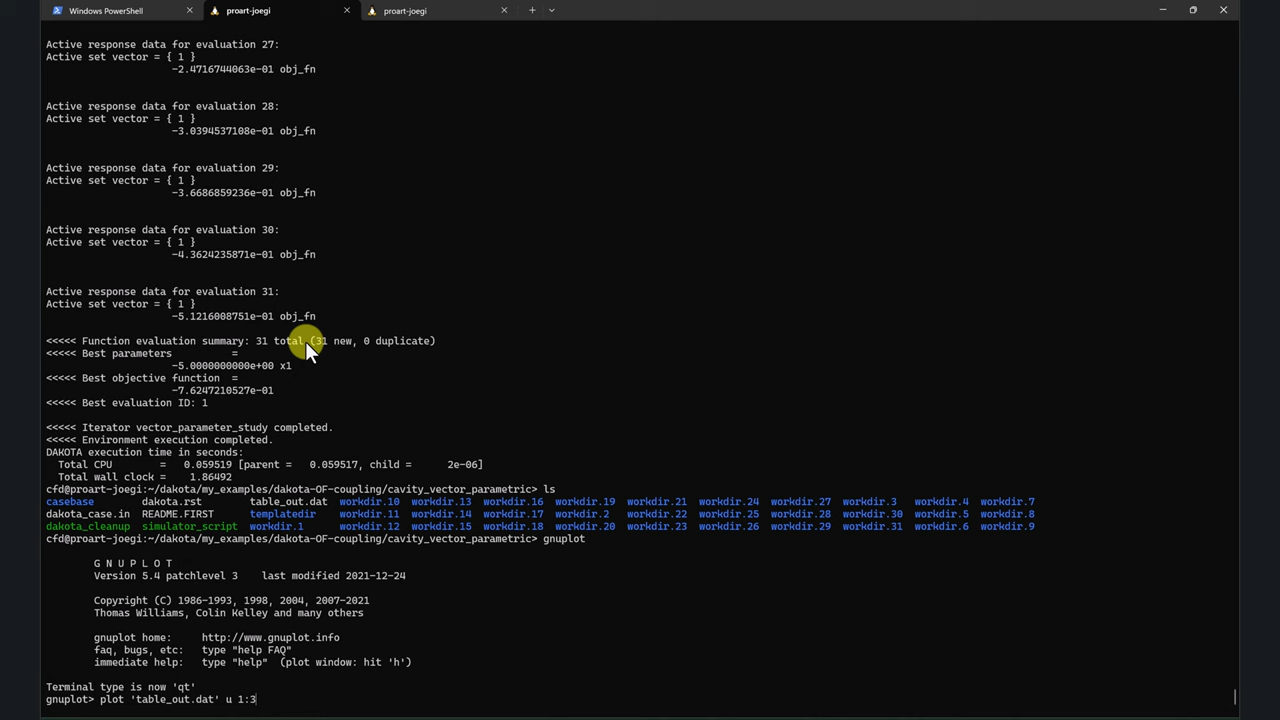 Windows PowerShell
proart-joegi
proart-joegi
Active response data for evaluation 27:
Active set vector = { 1 }
-2.4716744063e-01 obj_fn
Active response data for evaluation 28:
Active set vector = { 1 }
-3.0394537108e-01 obj_fn
Active response data for evaluation 29:
Active set vector = { 1 }
-3.6686859236e-01 obj_fn
Active response data for evaluation 30:
Active set vector = { 1 }
-4.3624235871e-01 obj_fn
Active response data for evaluation 31:
Active set vector = { 1 }
-5.1216008751e-01 obj_fn
<<<<< Function evaluation summary: 31 total (31 new, 0 duplicate)
<<<<< Best parameters          =
-5.0000000000e+00 x1
<<<<< Best objective function  =
-7.6247210527e-01
<<<<< Best evaluation ID: 1
<<<<< Iterator vector_parameter_study completed.
<<<<< Environment execution completed.
DAKOTA execution time in seconds:
Total CPU        =   0.059519 [parent =   0.059517, child =      2e-06]
Total wall clock =    1.86492
cfd@proart-joegi:~/dakota/my_examples/dakota-OF-coupling/cavity_vector_parametric> ls
casebase dakota.rst table_out.dat workdir.10 workdir.13 workdir.16 workdir.19 workdir.21 workdir.24 workdir.27 workdir.3 workdir.4 workdir.7
dakota_case.in README.FIRST templatedir workdir.11 workdir.14 workdir.17 workdir.2 workdir.22 workdir.25 workdir.28 workdir.30 workdir.5 workdir.8
dakota_cleanup simulator_script workdir.1 workdir.12 workdir.15 workdir.18 workdir.20 workdir.23 workdir.26 workdir.29 workdir.31 workdir.6 workdir.9
cfd@proart-joegi:~/dakota/my_examples/dakota-OF-coupling/cavity_vector_parametric> gnuplot
G N U P L O T
Version 5.4 patchlevel 3    last modified 2021-12-24
Copyright (C) 1986-1993, 1998, 2004, 2007-2021
Thomas Williams, Colin Kelley and many others
gnuplot home:     http://www.gnuplot.info
faq, bugs, etc:   type "help FAQ"
immediate help:   type "help"  (plot window: hit 'h')
Terminal type is now 'qt'
gnuplot> plot 'table_out.dat' u 1:3